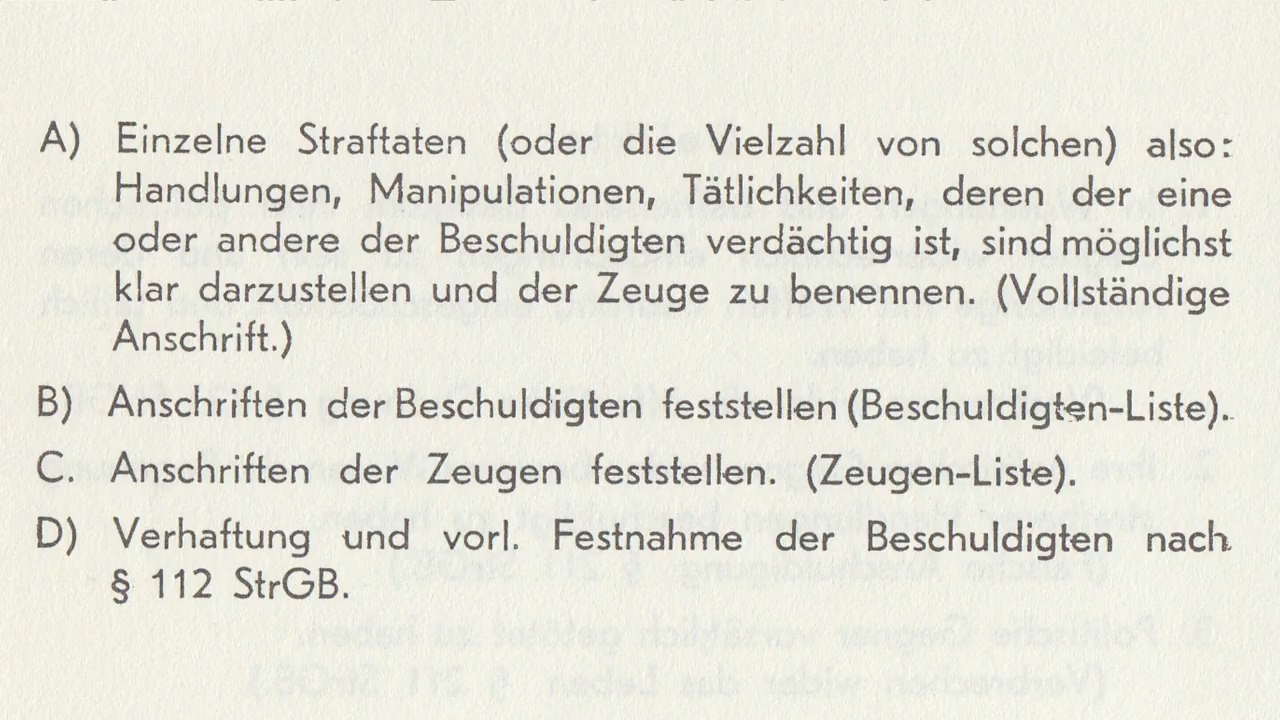 A) Einzelne Straftaten (oder die Vielzahl von solchen) also:
Handlungen, Manipulationen, Tätlichkeiten, deren der eine
oder andere der Beschuldigten verdächtig ist, sind möglichst
klar darzustellen und der Zeuge zu benennen. (Vollständige
Anschrift.)
B) Anschriften der Beschuldigten feststellen (Beschuldigten-Liste).
C. Anschriften der Zeugen feststellen. (Zeugen-Liste).
D) Verhaftung und vorl. Festnahme der Beschuldigten nach
§ 112 StrGB.